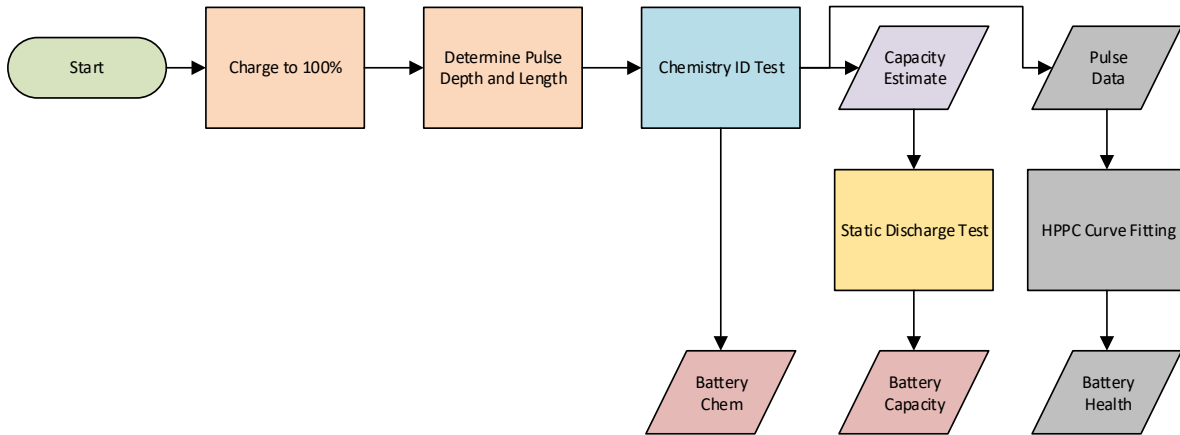 Start
Charge to 100%
Determine Pulse
Depth and Length
Chemistry ID Test
Capacity
Estimate
Pulse
Data
Static Discharge Test
HPPC Curve Fitting
Battery
Chem
Battery
Capacity
Battery
Health